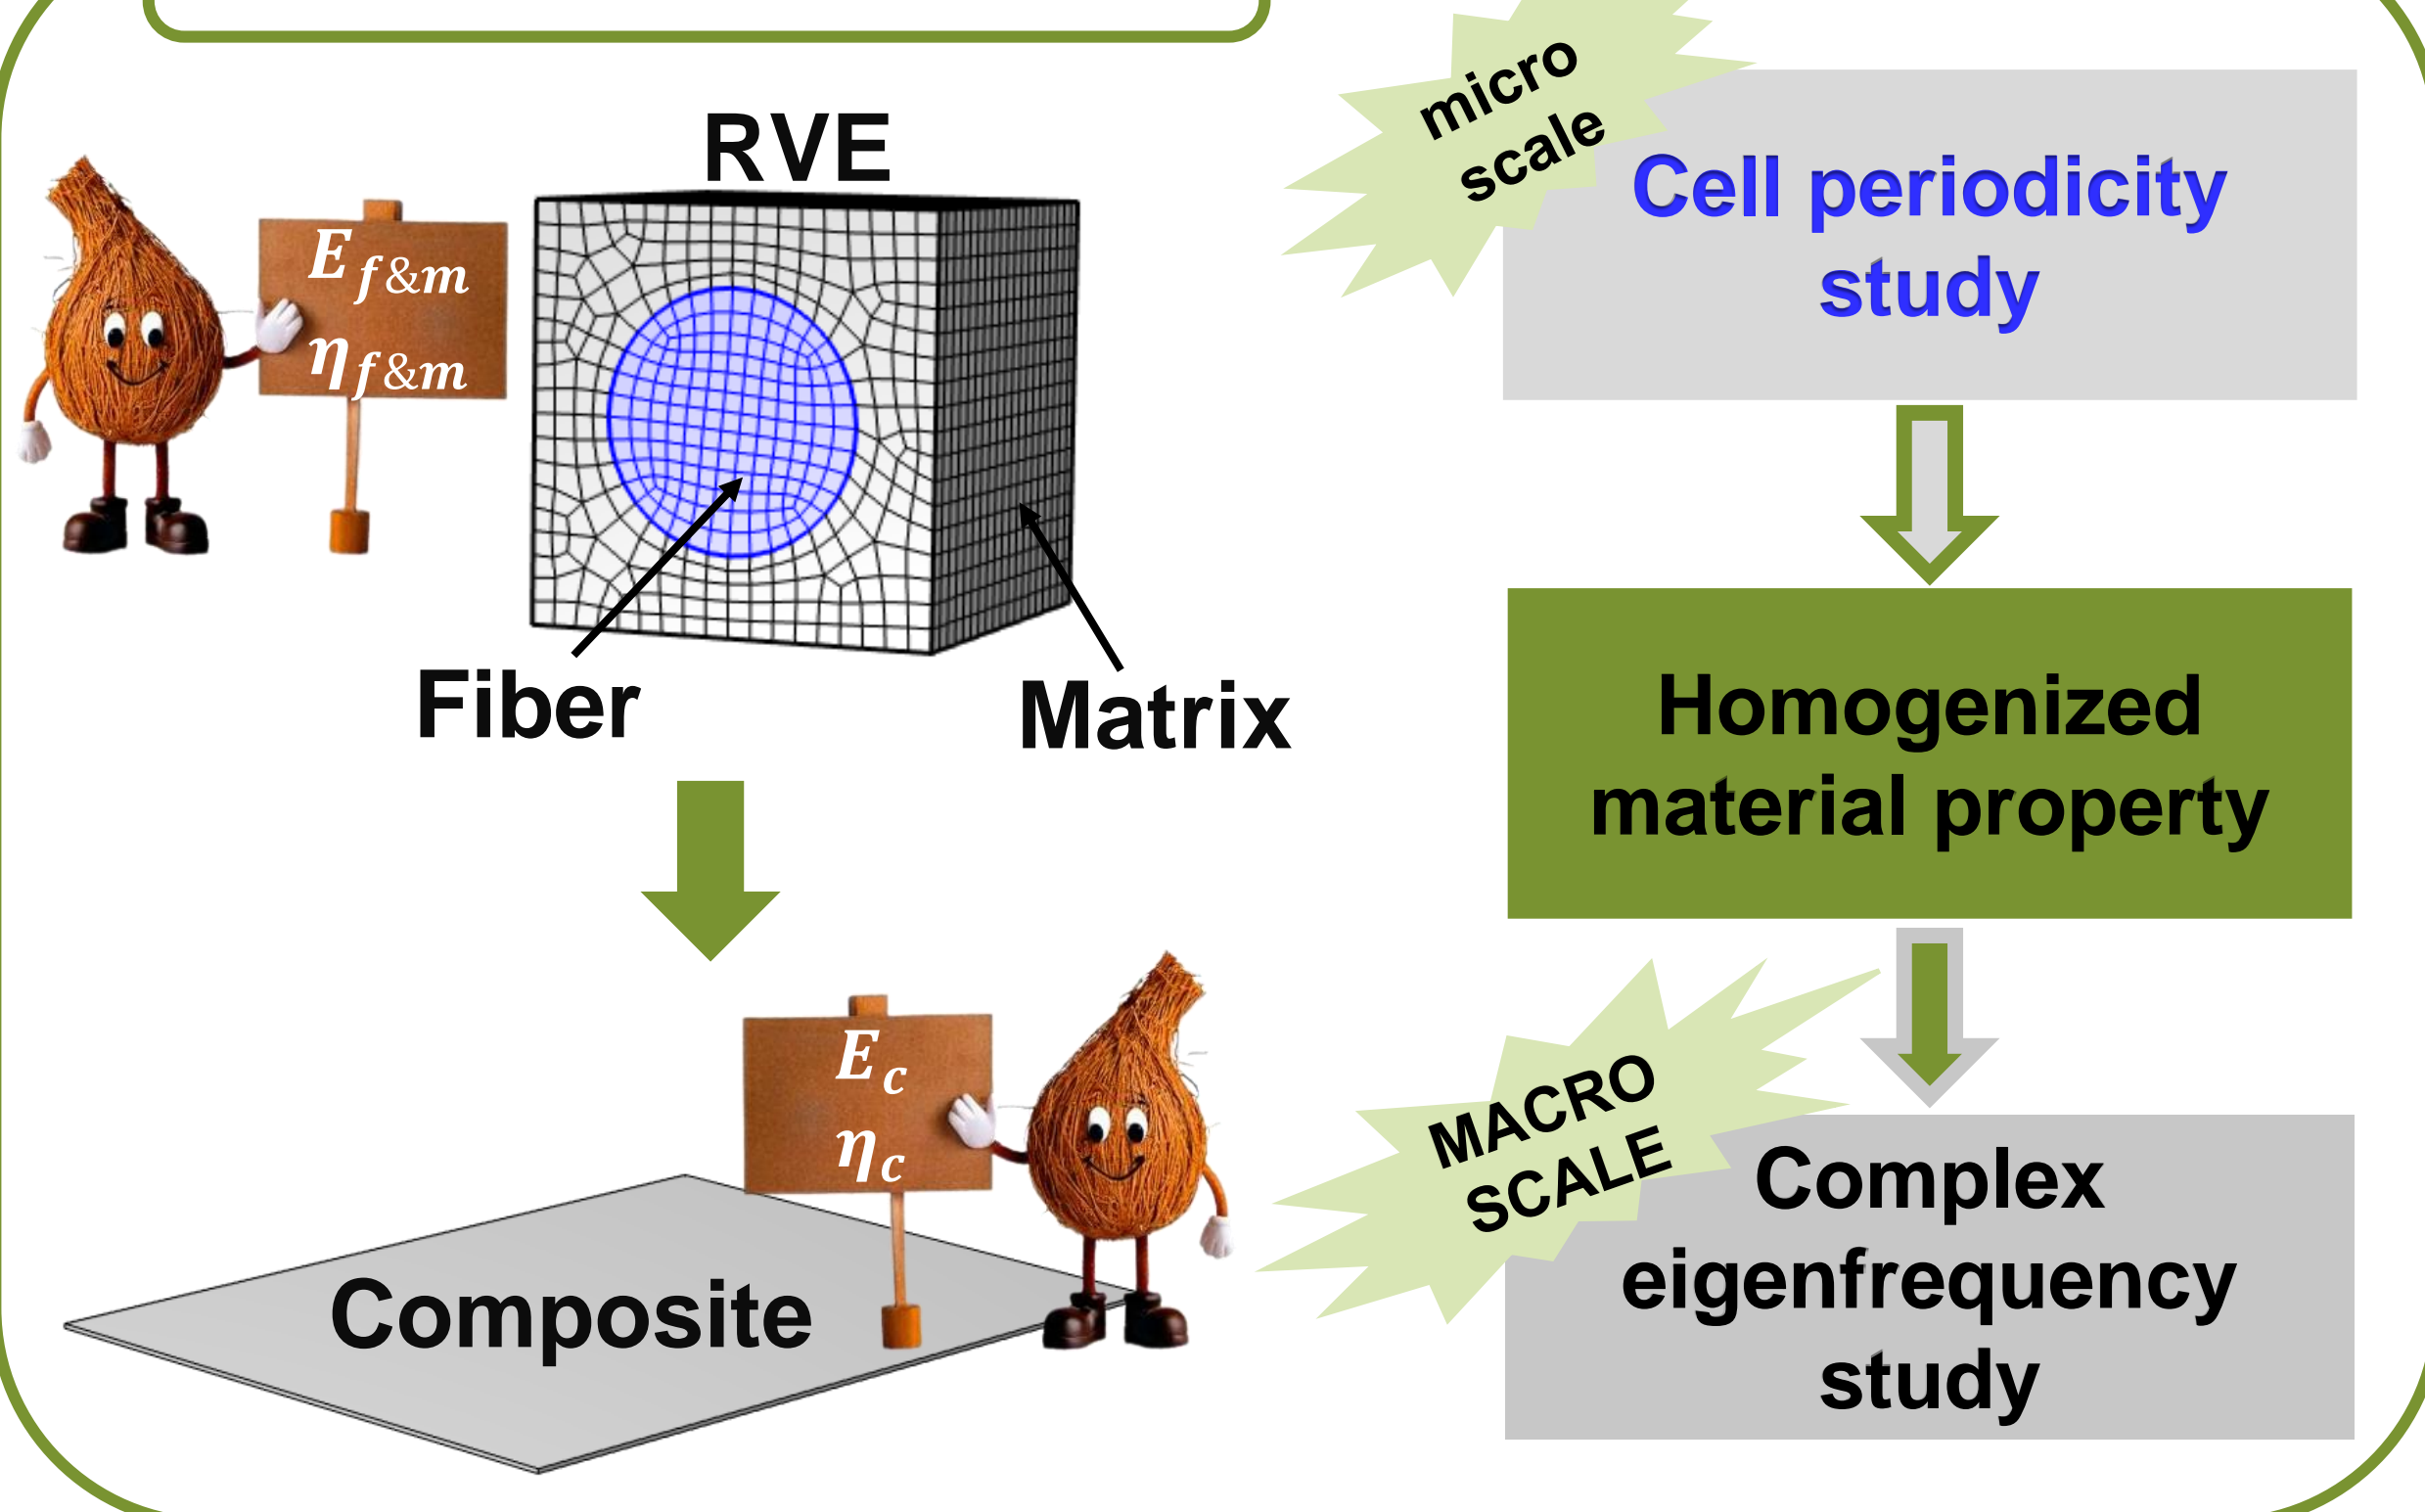 RVE
E f&m
η f&m
Fiber
Matrix
E c
η c
Composite
micro
scale
Cell periodicity
study
Homogenized
material property
MACRO
SCALE
Complex
eigenfrequency
study